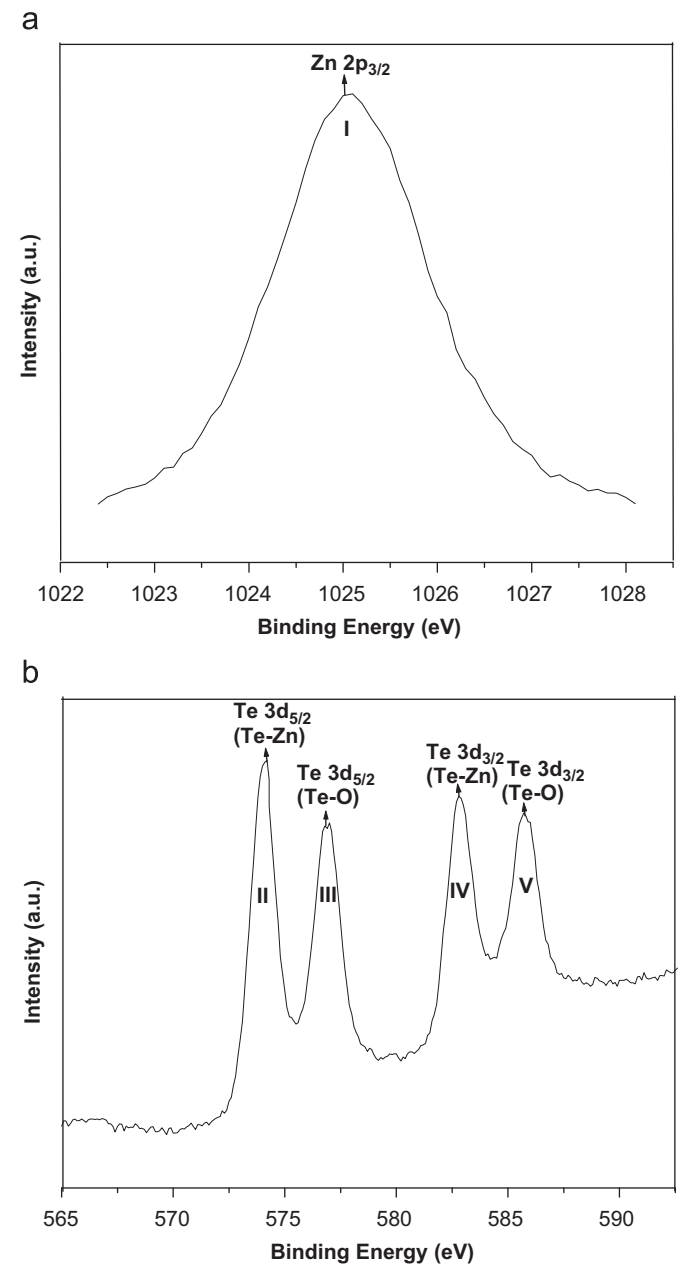 a
Zn 2p3/2
I
Intensity (a.u.)
1022 1023 1024 1025 1026 1027 1028
Binding Energy (eV)
b
Te 3d5/2
(Te-Zn)
Te 3d5/2
(Te-O)
Te 3d3/2
(Te-Zn)
Te 3d3/2
(Te-O)
II
III
IV
V
Intensity (a.u.)
565 570 575 580 585 590
Binding Energy (eV)